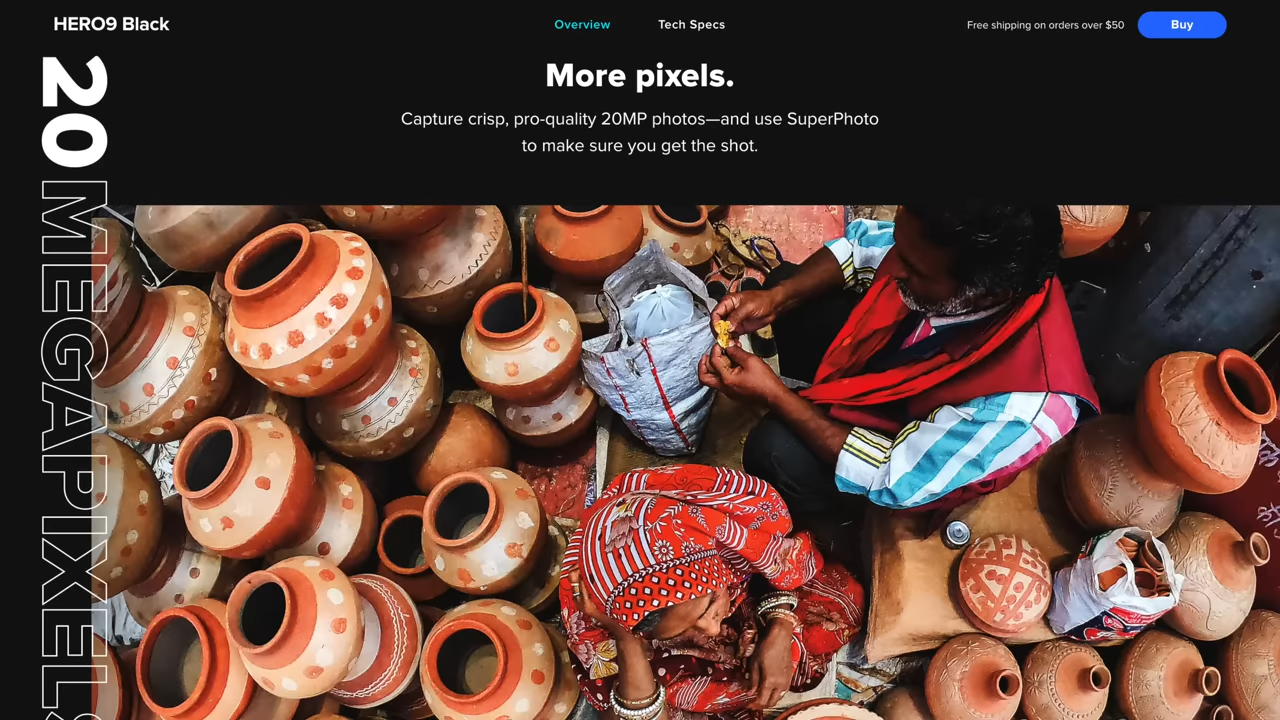 HERO9 Black
Overview
Tech Specs
Free shipping on orders over $50
Buy
More pixels.
Capture crisp, pro-quality 20MP photos—and use SuperPhoto
to make sure you get the shot.
20 MEGAPIXELS